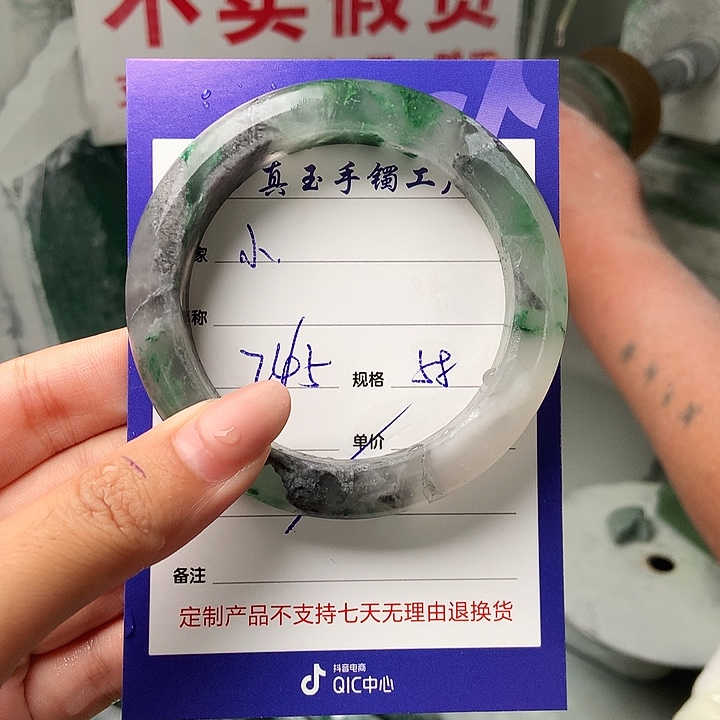 不卖假货
真玉手镯工厂
家 小.
称
7465 规格 58
单价
备注
定制产品不支持七天无理由退换货
抖音电商
QIC中心